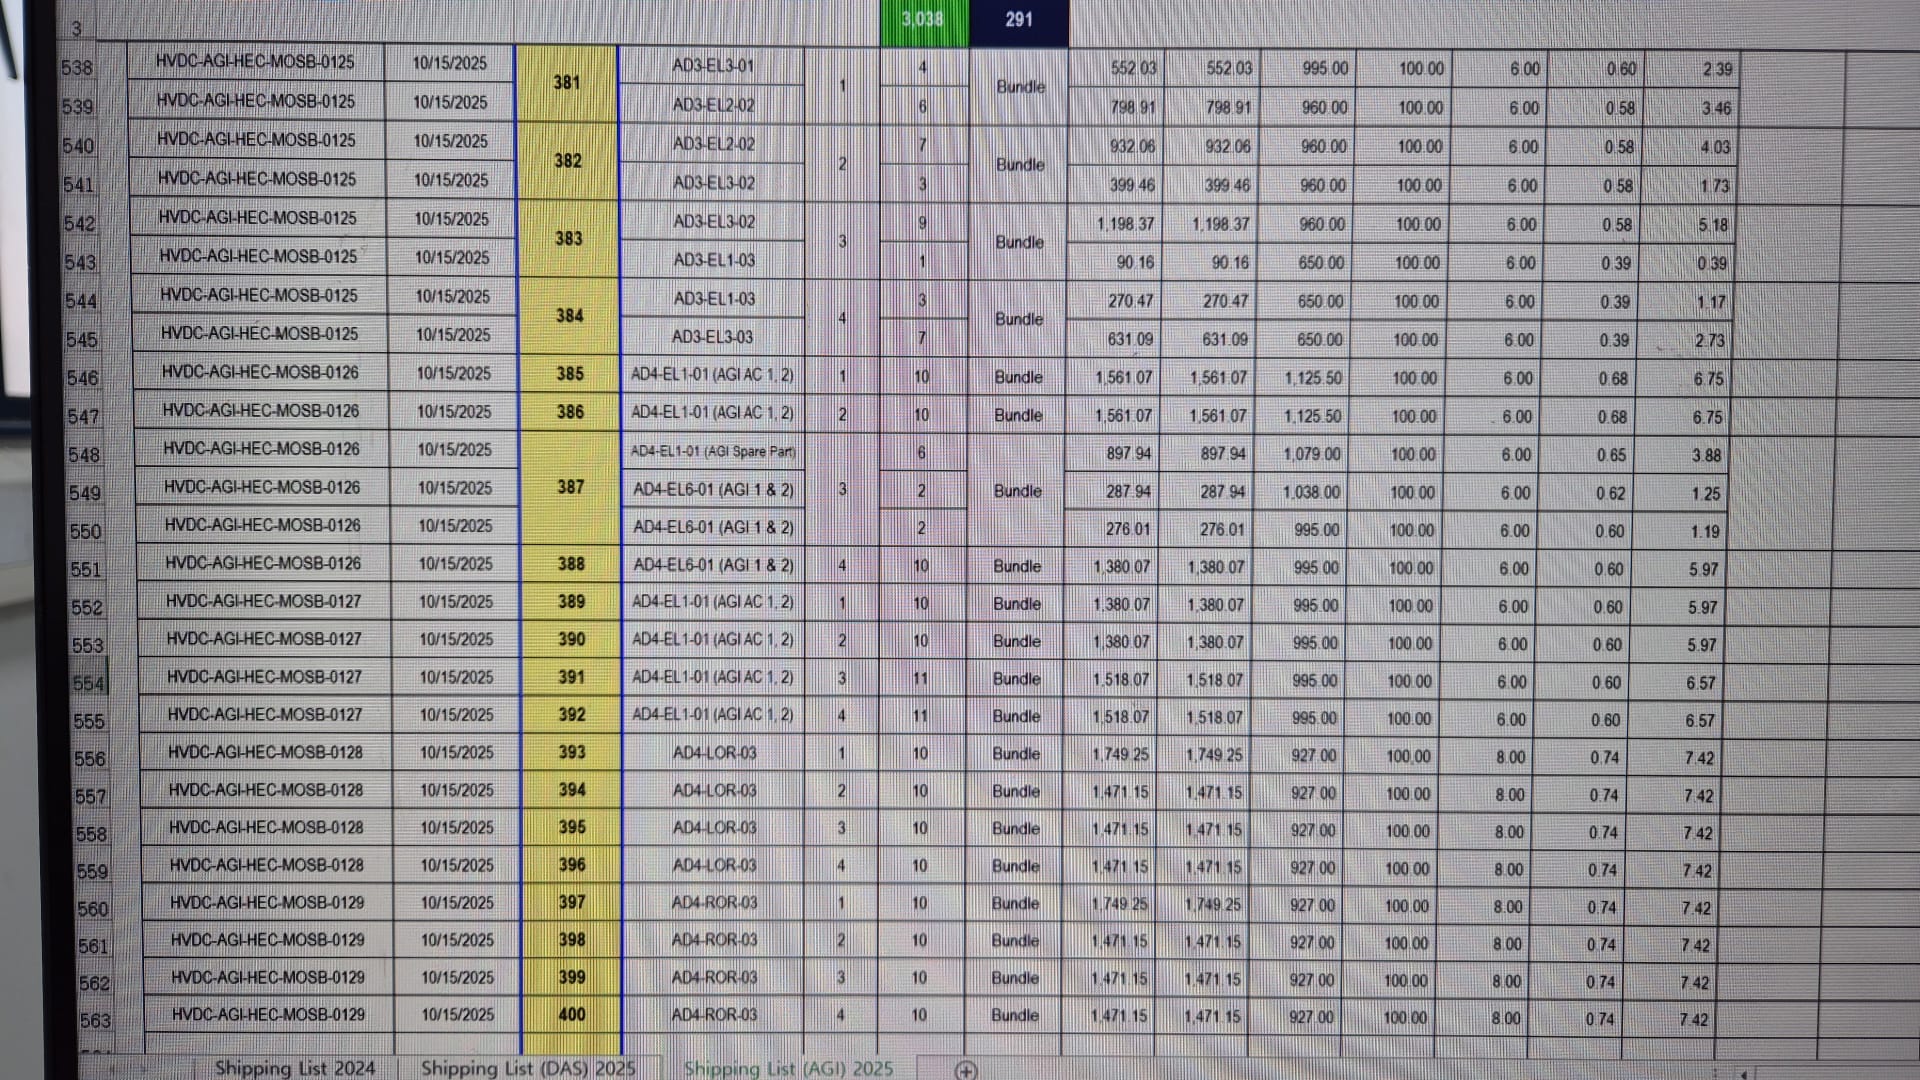 3 3,038 291
538 HVDC-AGI-HEC-MOSB-0125 10/15/2025 381 AD3-EL3-01 1 4 Bundle 552.03 552.03 995.00 100.00 6.00 0.60 2.39
539 HVDC-AGI-HEC-MOSB-0125 10/15/2025 AD3-EL2-02 6 798.91 798.91 960.00 100.00 6.00 0.58 3.46
540 HVDC-AGI-HEC-MOSB-0125 10/15/2025 382 AD3-EL2-02 2 7 Bundle 932.06 932.06 960.00 100.00 6.00 0.58 4.03
541 HVDC-AGI-HEC-MOSB-0125 10/15/2025 AD3-EL3-02 3 399.46 399.46 960.00 100.00 6.00 0.58 1.73
542 HVDC-AGI-HEC-MOSB-0125 10/15/2025 383 AD3-EL3-02 3 9 Bundle 1,198.37 1,198.37 960.00 100.00 6.00 0.58 5.18
543 HVDC-AGI-HEC-MOSB-0125 10/15/2025 AD3-EL1-03 1 90.16 90.16 650.00 100.00 6.00 0.39 0.39
544 HVDC-AGI-HEC-MOSB-0125 10/15/2025 384 AD3-EL1-03 4 3 Bundle 270.47 270.47 650.00 100.00 6.00 0.39 1.17
545 HVDC-AGI-HEC-MOSB-0125 10/15/2025 AD3-EL3-03 7 631.09 631.09 650.00 100.00 6.00 0.39 2.73
546 HVDC-AGI-HEC-MOSB-0126 10/15/2025 385 AD4-EL1-01 (AGI AC 1, 2) 1 10 Bundle 1,561.07 1,561.07 1,125.50 100.00 6.00 0.68 6.75
547 HVDC-AGI-HEC-MOSB-0126 10/15/2025 386 AD4-EL1-01 (AGI AC 1, 2) 2 10 Bundle 1,561.07 1,561.07 1,125.50 100.00 6.00 0.68 6.75
548 HVDC-AGI-HEC-MOSB-0126 10/15/2025 387 AD4-EL1-01 (AGI Spare Part) 3 6 Bundle 897.94 897.94 1,079.00 100.00 6.00 0.65 3.88
549 HVDC-AGI-HEC-MOSB-0126 10/15/2025 AD4-EL6-01 (AGI 1 & 2) 2 287.94 287.94 1,038.00 100.00 6.00 0.62 1.25
550 HVDC-AGI-HEC-MOSB-0126 10/15/2025 AD4-EL6-01 (AGI 1 & 2) 2 276.01 276.01 995.00 100.00 6.00 0.60 1.19
551 HVDC-AGI-HEC-MOSB-0126 10/15/2025 388 AD4-EL6-01 (AGI 1 & 2) 4 10 Bundle 1,380.07 1,380.07 995.00 100.00 6.00 0.60 5.97
552 HVDC-AGI-HEC-MOSB-0127 10/15/2025 389 AD4-EL1-01 (AGI AC 1, 2) 1 10 Bundle 1,380.07 1,380.07 995.00 100.00 6.00 0.60 5.97
553 HVDC-AGI-HEC-MOSB-0127 10/15/2025 390 AD4-EL1-01 (AGI AC 1, 2) 2 10 Bundle 1,380.07 1,380.07 995.00 100.00 6.00 0.60 5.97
554 HVDC-AGI-HEC-MOSB-0127 10/15/2025 391 AD4-EL1-01 (AGI AC 1, 2) 3 11 Bundle 1,518.07 1,518.07 995.00 100.00 6.00 0.60 6.57
555 HVDC-AGI-HEC-MOSB-0127 10/15/2025 392 AD4-EL1-01 (AGI AC 1, 2) 4 11 Bundle 1,518.07 1,518.07 995.00 100.00 6.00 0.60 6.57
556 HVDC-AGI-HEC-MOSB-0128 10/15/2025 393 AD4-LOR-03 1 10 Bundle 1,749.25 1,749.25 927.00 100.00 8.00 0.74 7.42
557 HVDC-AGI-HEC-MOSB-0128 10/15/2025 394 AD4-LOR-03 2 10 Bundle 1,471.15 1,471.15 927.00 100.00 8.00 0.74 7.42
558 HVDC-AGI-HEC-MOSB-0128 10/15/2025 395 AD4-LOR-03 3 10 Bundle 1,471.15 1,471.15 927.00 100.00 8.00 0.74 7.42
559 HVDC-AGI-HEC-MOSB-0128 10/15/2025 396 AD4-LOR-03 4 10 Bundle 1,471.15 1,471.15 927.00 100.00 8.00 0.74 7.42
560 HVDC-AGI-HEC-MOSB-0129 10/15/2025 397 AD4-ROR-03 1 10 Bundle 1,749.25 1,749.25 927.00 100.00 8.00 0.74 7.42
561 HVDC-AGI-HEC-MOSB-0129 10/15/2025 398 AD4-ROR-03 2 10 Bundle 1,471.15 1,471.15 927.00 100.00 8.00 0.74 7.42
562 HVDC-AGI-HEC-MOSB-0129 10/15/2025 399 AD4-ROR-03 3 10 Bundle 1,471.15 1,471.15 927.00 100.00 8.00 0.74 7.42
563 HVDC-AGI-HEC-MOSB-0129 10/15/2025 400 AD4-ROR-03 4 10 Bundle 1,471.15 1,471.15 927.00 100.00 8.00 0.74 7.42
Shipping List 2024 Shipping List (DAS) 2025 Shipping List (AGI) 2025